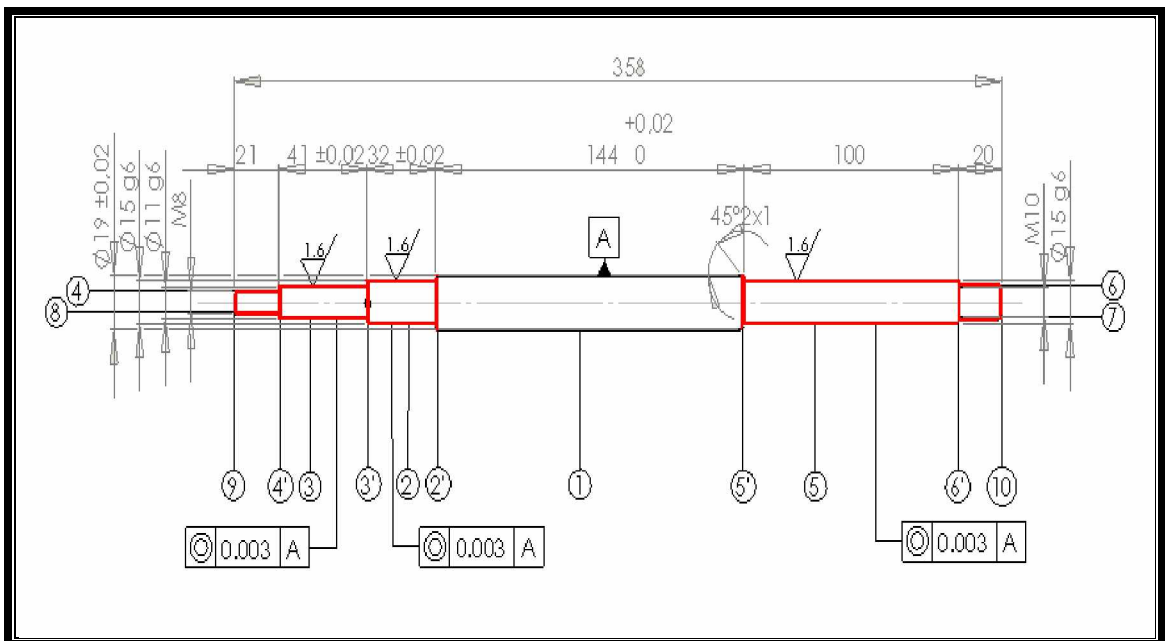 358
+0,02
21 41 ±0,02 32 ±0,02 144 0 100 20
Ø19 ±0,02
Ø15 g6
Ø11 g6
M8
M10
Ø15 g6
45°2x1
1.6
1.6
1.6
A
4
8
6
7
9 4' 3 3' 2 2' 1 5' 5 6' 10
0.003 A
0.003 A
0.003 A